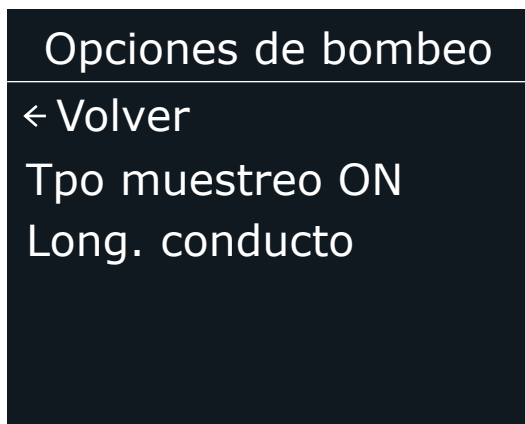 Opciones de bombeo
← Volver
Tpo muestreo ON
Long. conducto